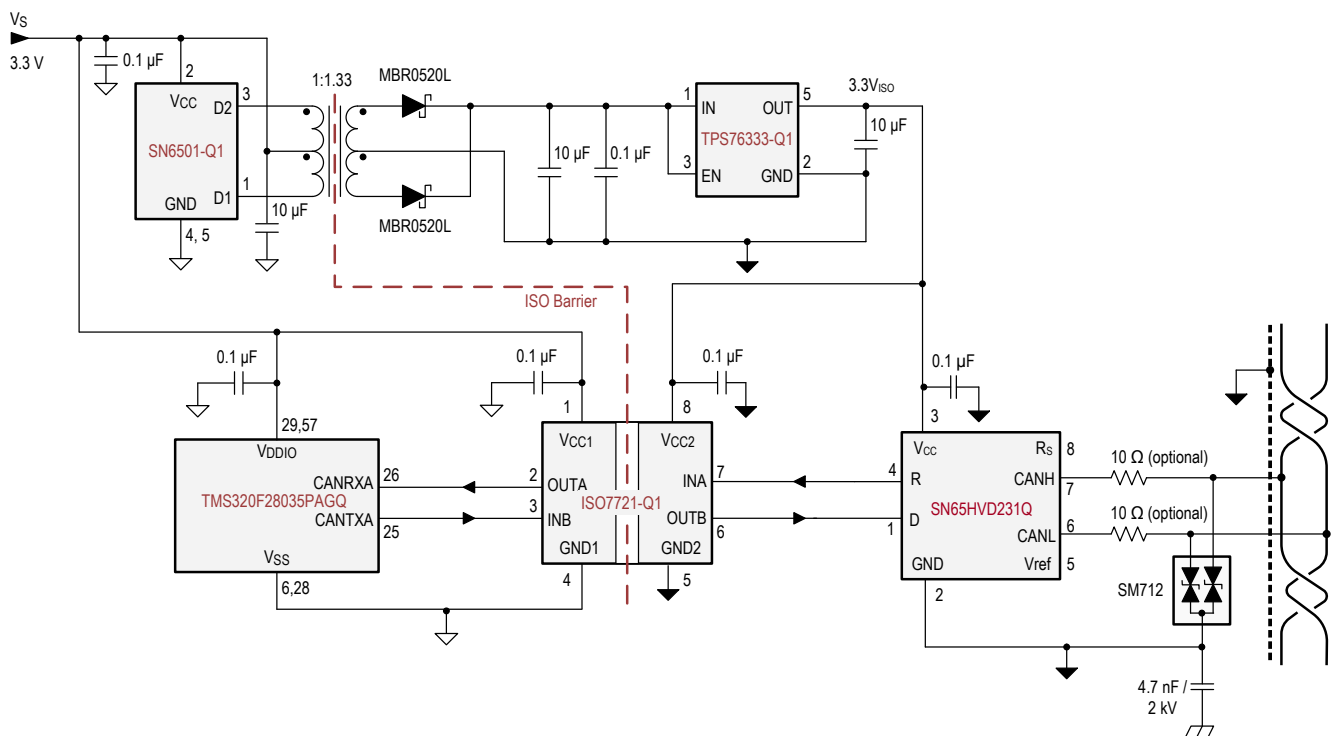 VS
3.3 V
0.1 µF
2
VCC
D2
3
SN6501-Q1
D1
1
GND
4, 5
10 µF
1:1.33
MBR0520L
MBR0520L
10 µF
0.1 µF
1
IN
OUT
5
TPS76333-Q1
3
EN
GND
2
3.3VISO
10 µF
ISO Barrier
0.1 µF
29,57
VDDIO
CANRXA
26
TMS320F28035PAGQ
CANTXA
25
VSS
6,28
0.1 µF
1
VCC1
2
OUTA
3
INB
GND1
4
ISO7721-Q1
0.1 µF
8
VCC2
INA
7
OUTB
6
GND2
5
0.1 µF
3
VCC
RS
8
4
R
CANH
7
SN65HVD231Q
1
D
CANL
6
GND
2
Vref
5
10 Ω (optional)
10 Ω (optional)
SM712
4.7 nF /
2 kV